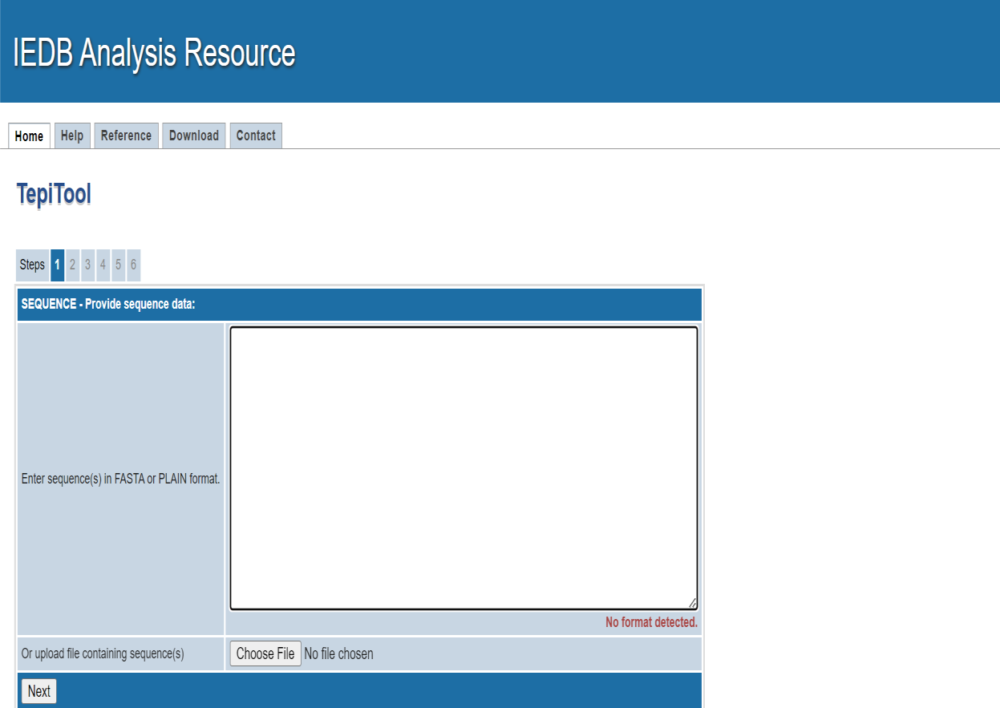 IEDB Analysis Resource
Home Help Reference Download Contact
TepiTool
Steps 1 2 3 4 5 6
SEQUENCE - Provide sequence data:
Enter sequence(s) in FASTA or PLAIN format.
No format detected.
Or upload file containing sequence(s) Choose File No file chosen
Next